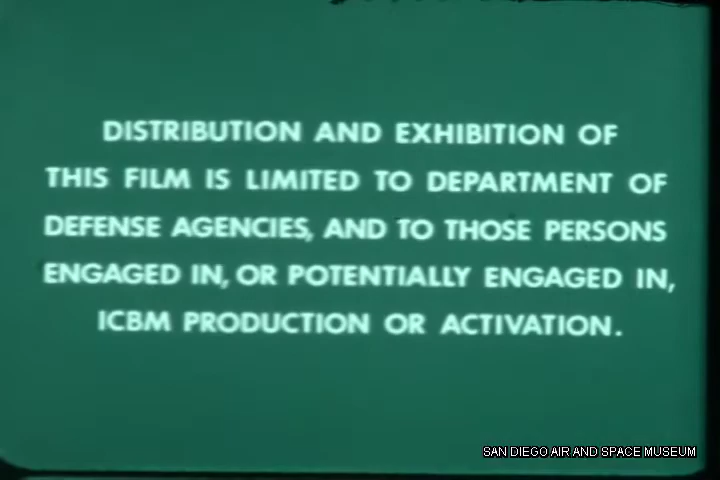 DISTRIBUTION AND EXHIBITION OF
THIS FILM IS LIMITED TO DEPARTMENT OF
DEFENSE AGENCIES, AND TO THOSE PERSONS
ENGAGED IN, OR POTENTIALLY ENGAGED IN,
ICBM PRODUCTION OR ACTIVATION.
SAN DIEGO AIR AND SPACE MUSEUM